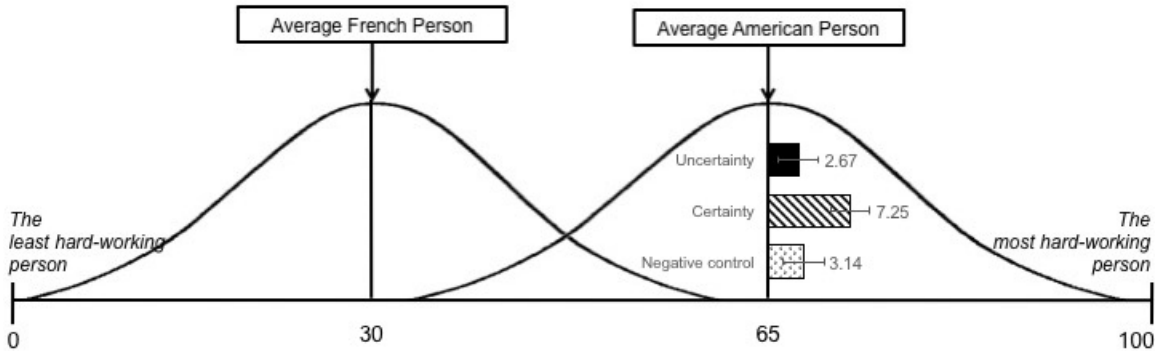 Average French Person
Average American Person
Uncertainty
2.67
Certainty
7.25
Negative control
3.14
The
least hard-working
person
The
most hard-working
person
0
30
65
100